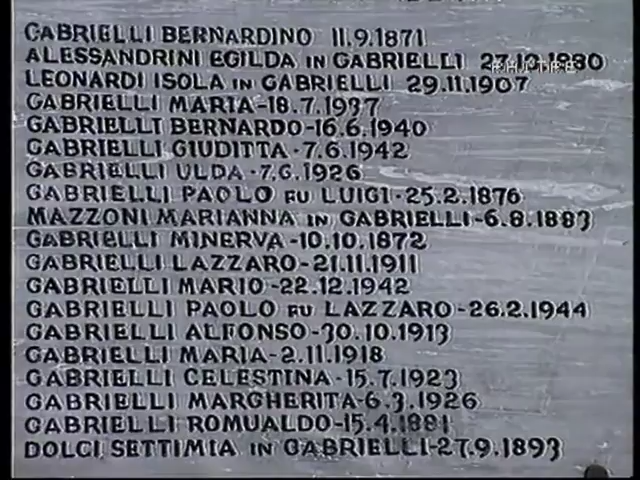 GABRIELLI BERNARDINO 11.9.1871
ALESSANDRINI EGILDA IN GABRIELLI
LEONARDI ISOLA IN GABRIELLI 29.11.1907
GABRIELLI MARIA-18.7.1937
GABRIELLI BERNARDO-16.6.1940
GABRIELLI GIUDITTA-7.6.1942
GABRIELLI ULDA-7.6.1926
GABRIELLI PAOLO FU LUIGI-25.2.1876
MAZZONI MARIANNA IN GABRIELLI-6.8.1883
GABRIELLI MINERVA-10.10.1872
GABRIELLI LAZZARO-21.11.1911
GABRIELLI MARIO-22.12.1942
GABRIELLI PAOLO FU LAZZARO-26.2.1944
GABRIELLI ALFONSO-30.10.1913
GABRIELLI MARIA-2.11.1918
GABRIELLI CELESTINA-15.7.1923
GABRIELLI MARGHERITA-6.3.1926
GABRIELLI ROMUALDO-15.4.1881
DOLCI SETTIMIA IN GABRIELLI-27.9.1893